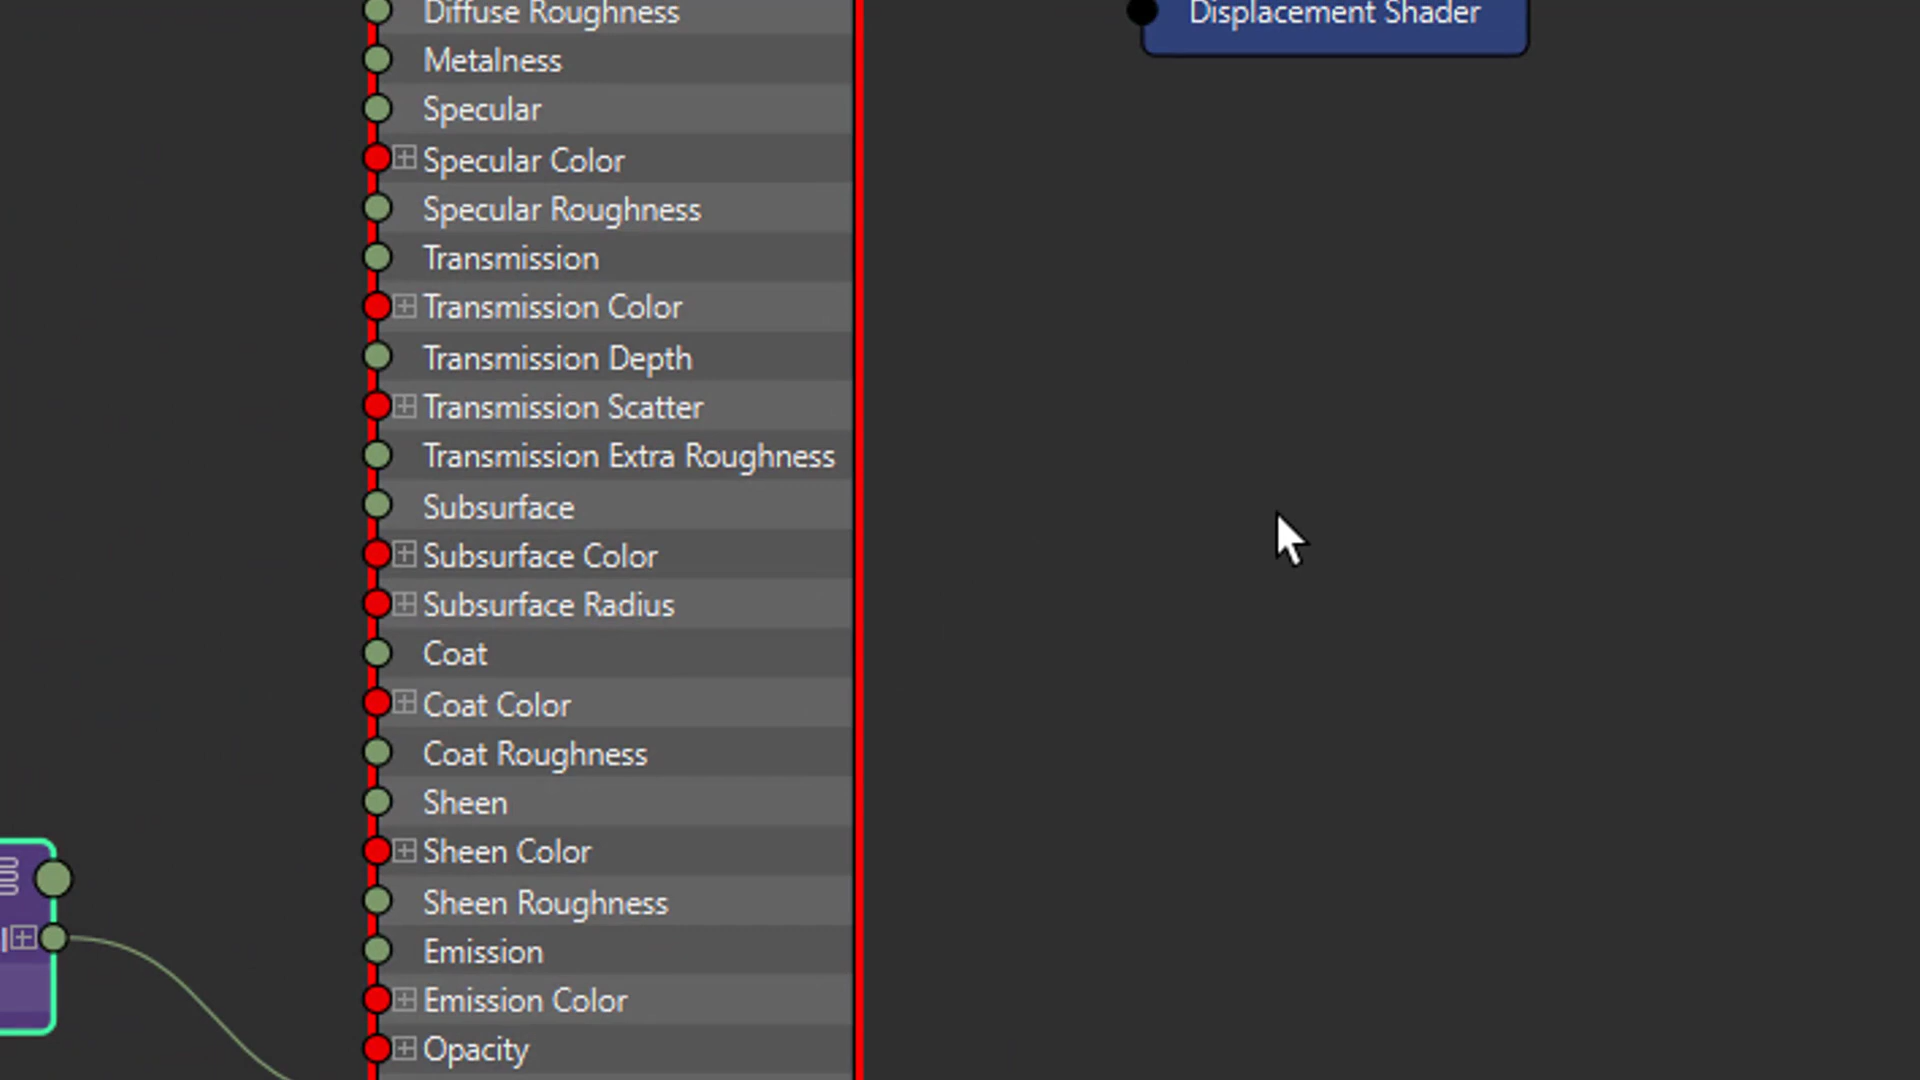 Diffuse Roughness
Displacement Shader
Metalness
Specular
Specular Color
Specular Roughness
Transmission
Transmission Color
Transmission Depth
Transmission Scatter
Transmission Extra Roughness
Subsurface
Subsurface Color
Subsurface Radius
Coat
Coat Color
Coat Roughness
Sheen
Sheen Color
Sheen Roughness
Emission
Emission Color
Opacity